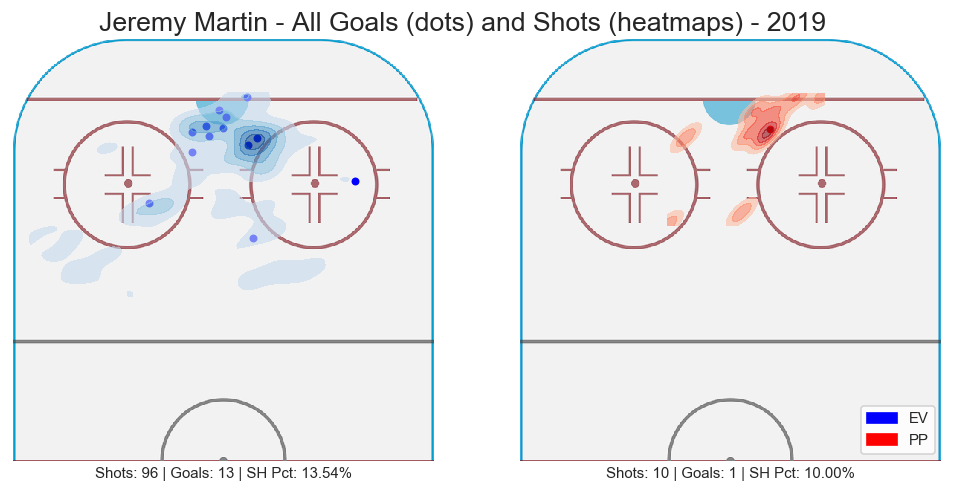 Jeremy Martin - All Goals (dots) and Shots (heatmaps) - 2019
EV
PP
Shots: 96 | Goals: 13 | SH Pct: 13.54%
Shots: 10 | Goals: 1 | SH Pct: 10.00%